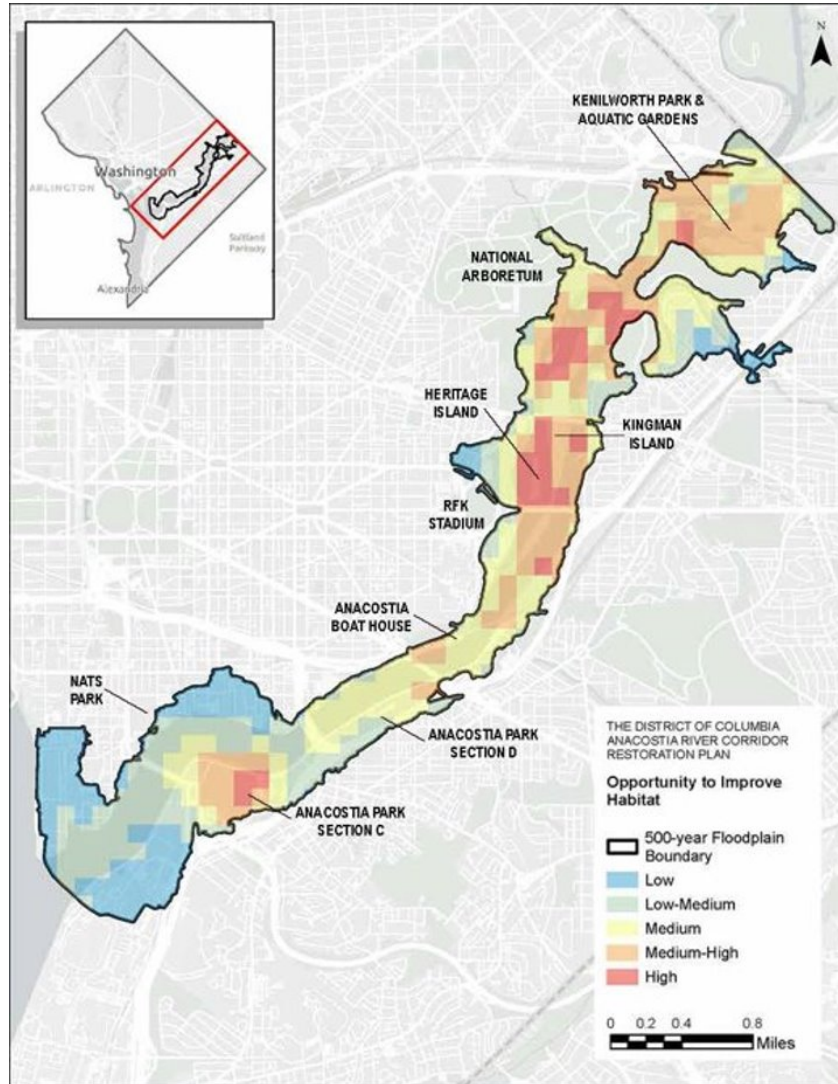 Washington
ARLINGTON
Suitland
Parkway
Alexandria
N
KENILWORTH PARK &
AQUATIC GARDENS
NATIONAL
ARBORETUM
HERITAGE
ISLAND
KINGMAN
ISLAND
RFK
STADIUM
ANACOSTIA
BOAT HOUSE
NATS
PARK
ANACOSTIA PARK
SECTION D
ANACOSTIA PARK
SECTION C
THE DISTRICT OF COLUMBIA
ANACOSTIA RIVER CORRIDOR
RESTORATION PLAN
Opportunity to Improve
Habitat
500-year Floodplain
Boundary
Low
Low-Medium
Medium
Medium-High
High
0 0.2 0.4 0.8
Miles